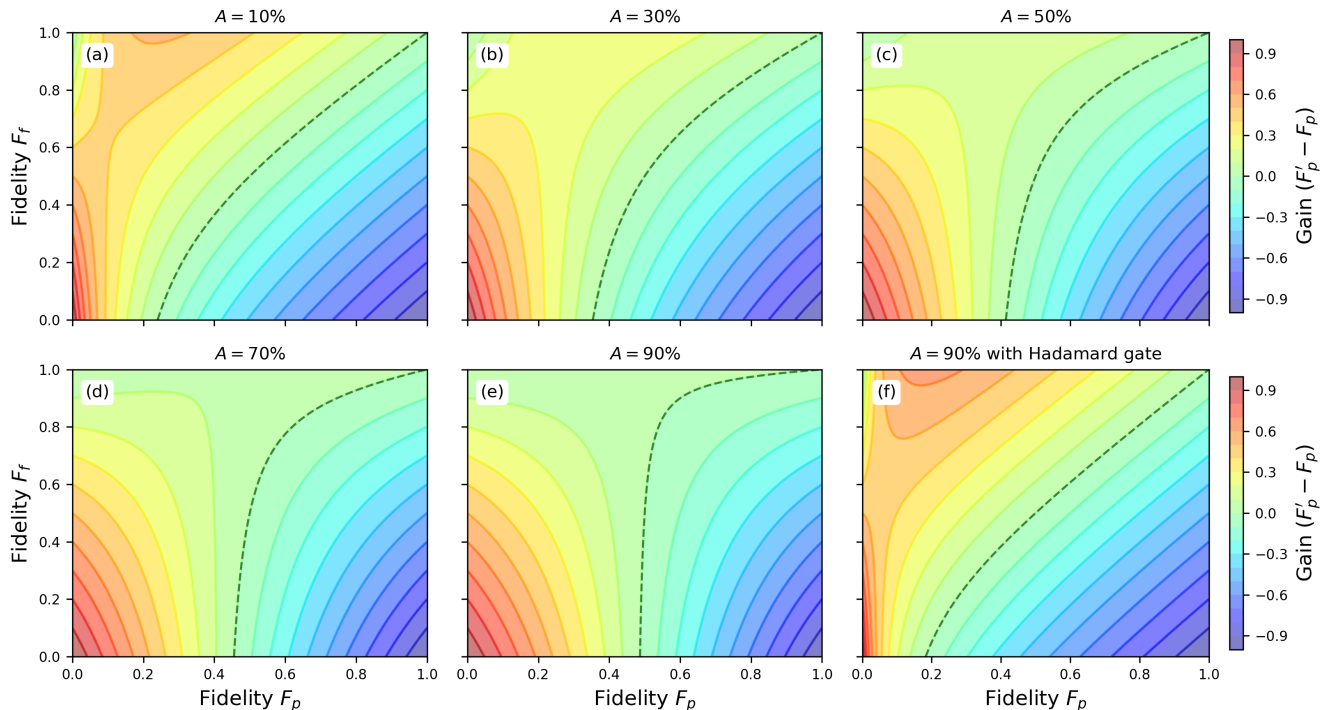 A = 10%
A = 30%
A = 50%
(a)
(b)
(c)
1.0
0.8
0.6
0.4
0.2
0.0
Fidelity F_f
0.9
0.6
0.3
0.0
−0.3
−0.6
−0.9
Gain (F′_p − F_p)
A = 70%
A = 90%
A = 90% with Hadamard gate
(d)
(e)
(f)
1.0
0.8
0.6
0.4
0.2
0.0
Fidelity F_f
0.0 0.2 0.4 0.6 0.8 1.0
0.0 0.2 0.4 0.6 0.8 1.0
0.0 0.2 0.4 0.6 0.8 1.0
Fidelity F_p
Fidelity F_p
Fidelity F_p
0.9
0.6
0.3
0.0
−0.3
−0.6
−0.9
Gain (F′_p − F_p)